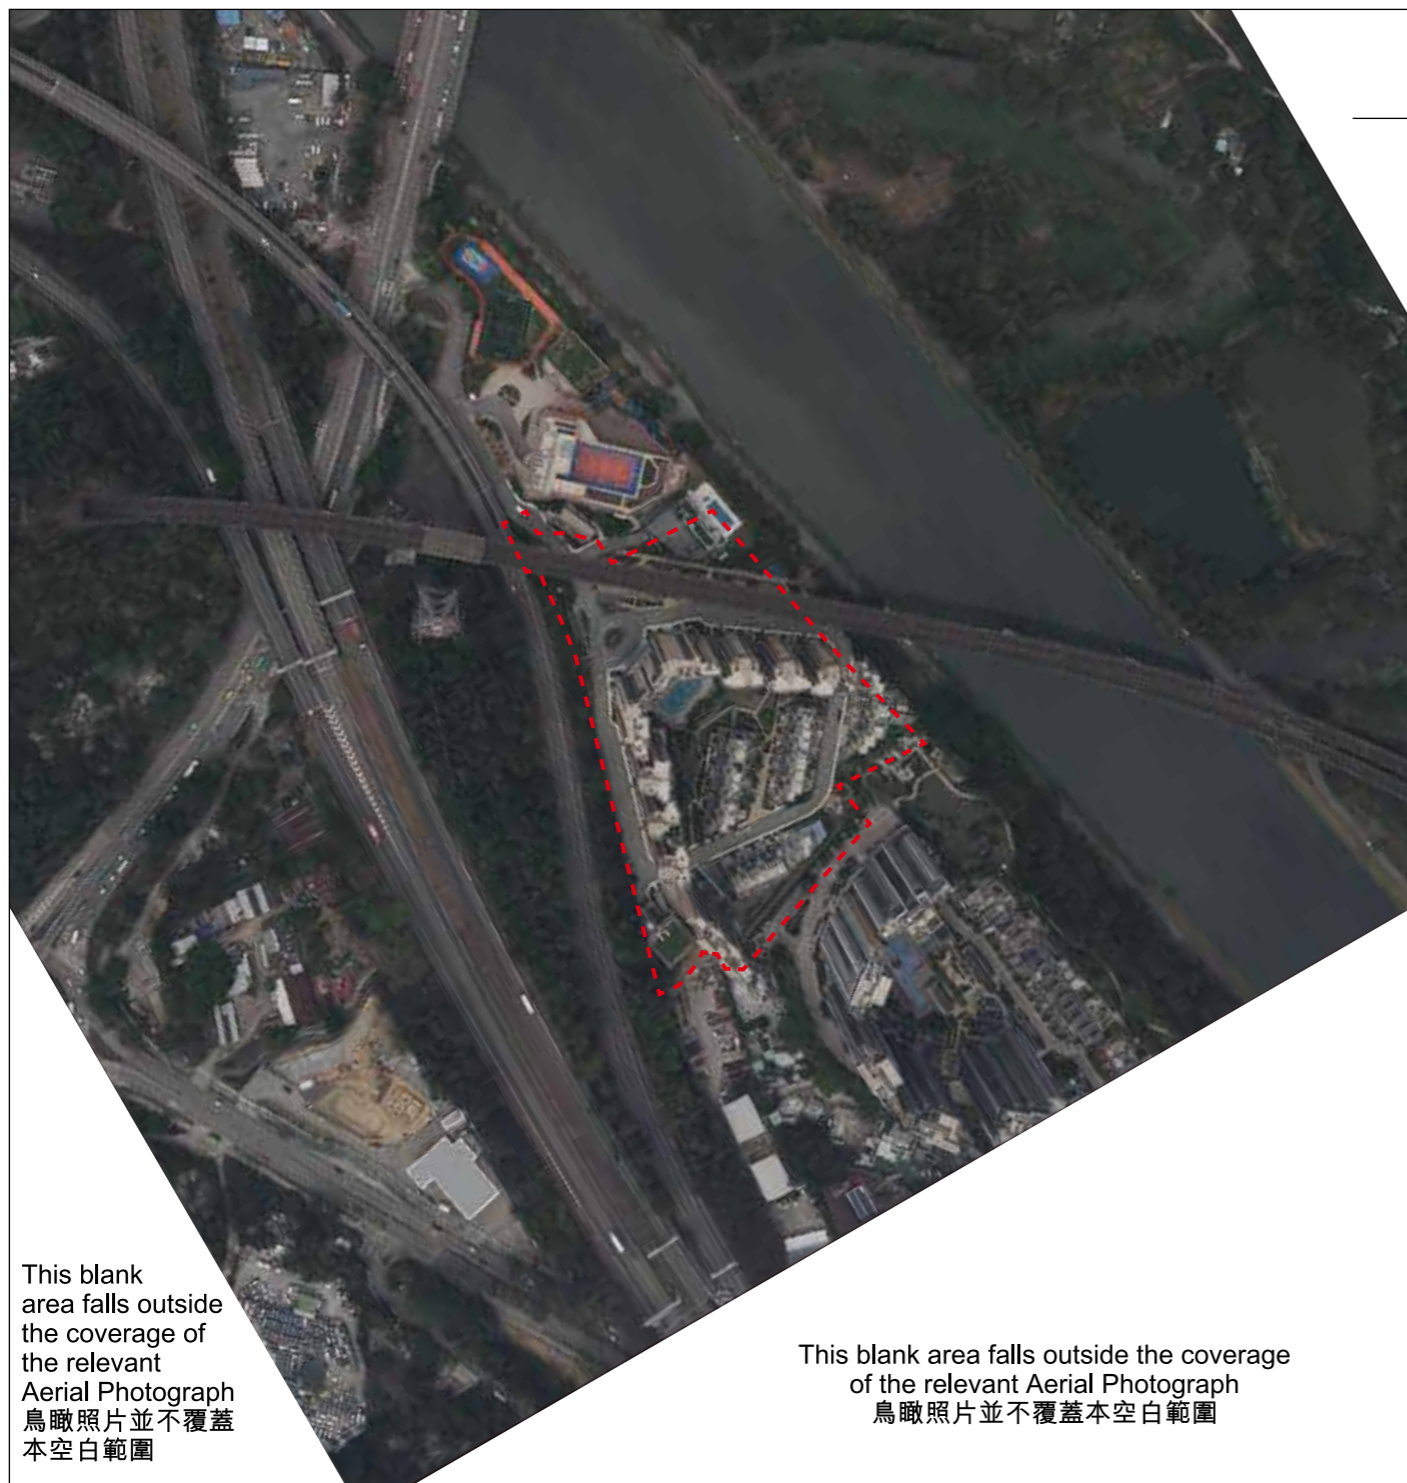 This blank
area falls outside
the coverage of
the relevant
Aerial Photograph
鳥瞰照片並不覆蓋
本空白範圍
This blank area falls outside the coverage
of the relevant Aerial Photograph
鳥瞰照片並不覆蓋本空白範圍